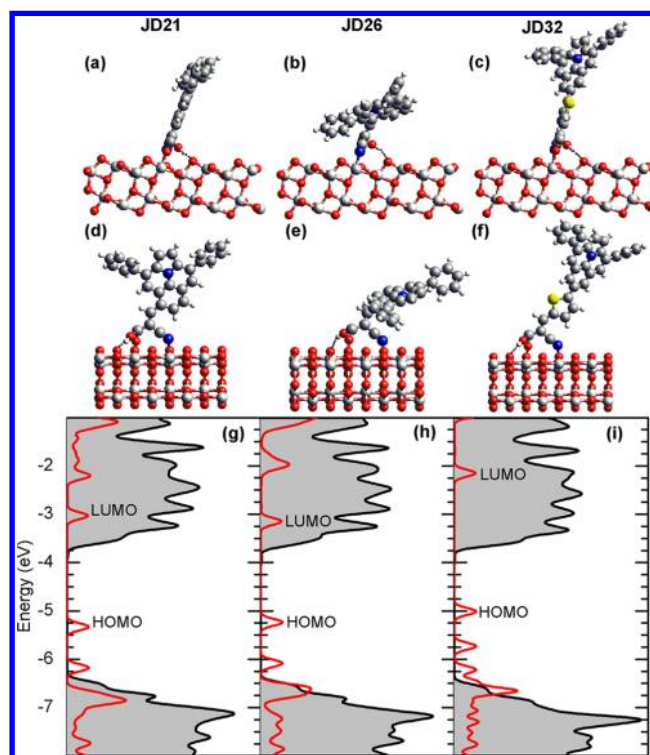 JD21 JD26 JD32
(a) (b) (c)
(d) (e) (f)
(g) (h) (i)
-2
LUMO
-3
LUMO
LUMO
-4
Energy (eV)
-5
HOMO
HOMO
HOMO
-6
-7